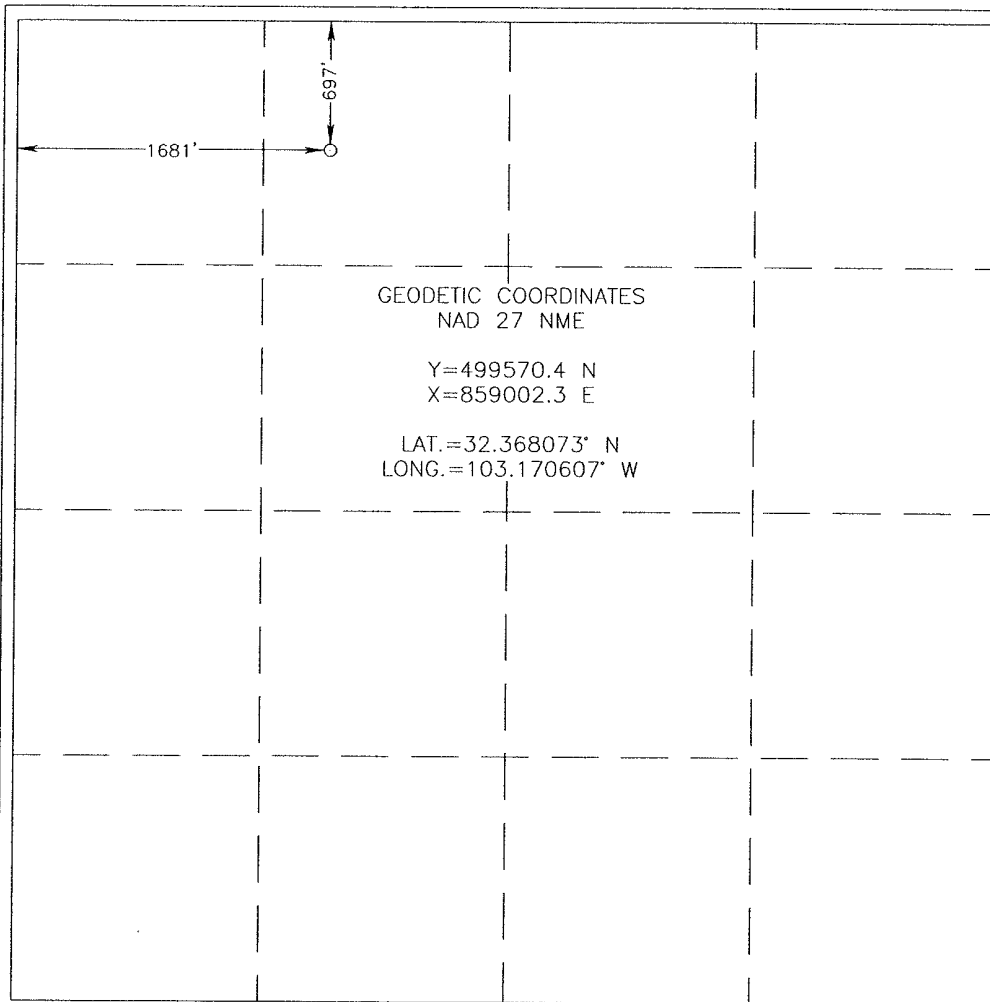 697'
1681'
GEODETIC COORDINATES
NAD 27 NME
Y=499570.4 N
X=859002.3 E
LAT.=32.368073° N
LONG.=103.170607° W